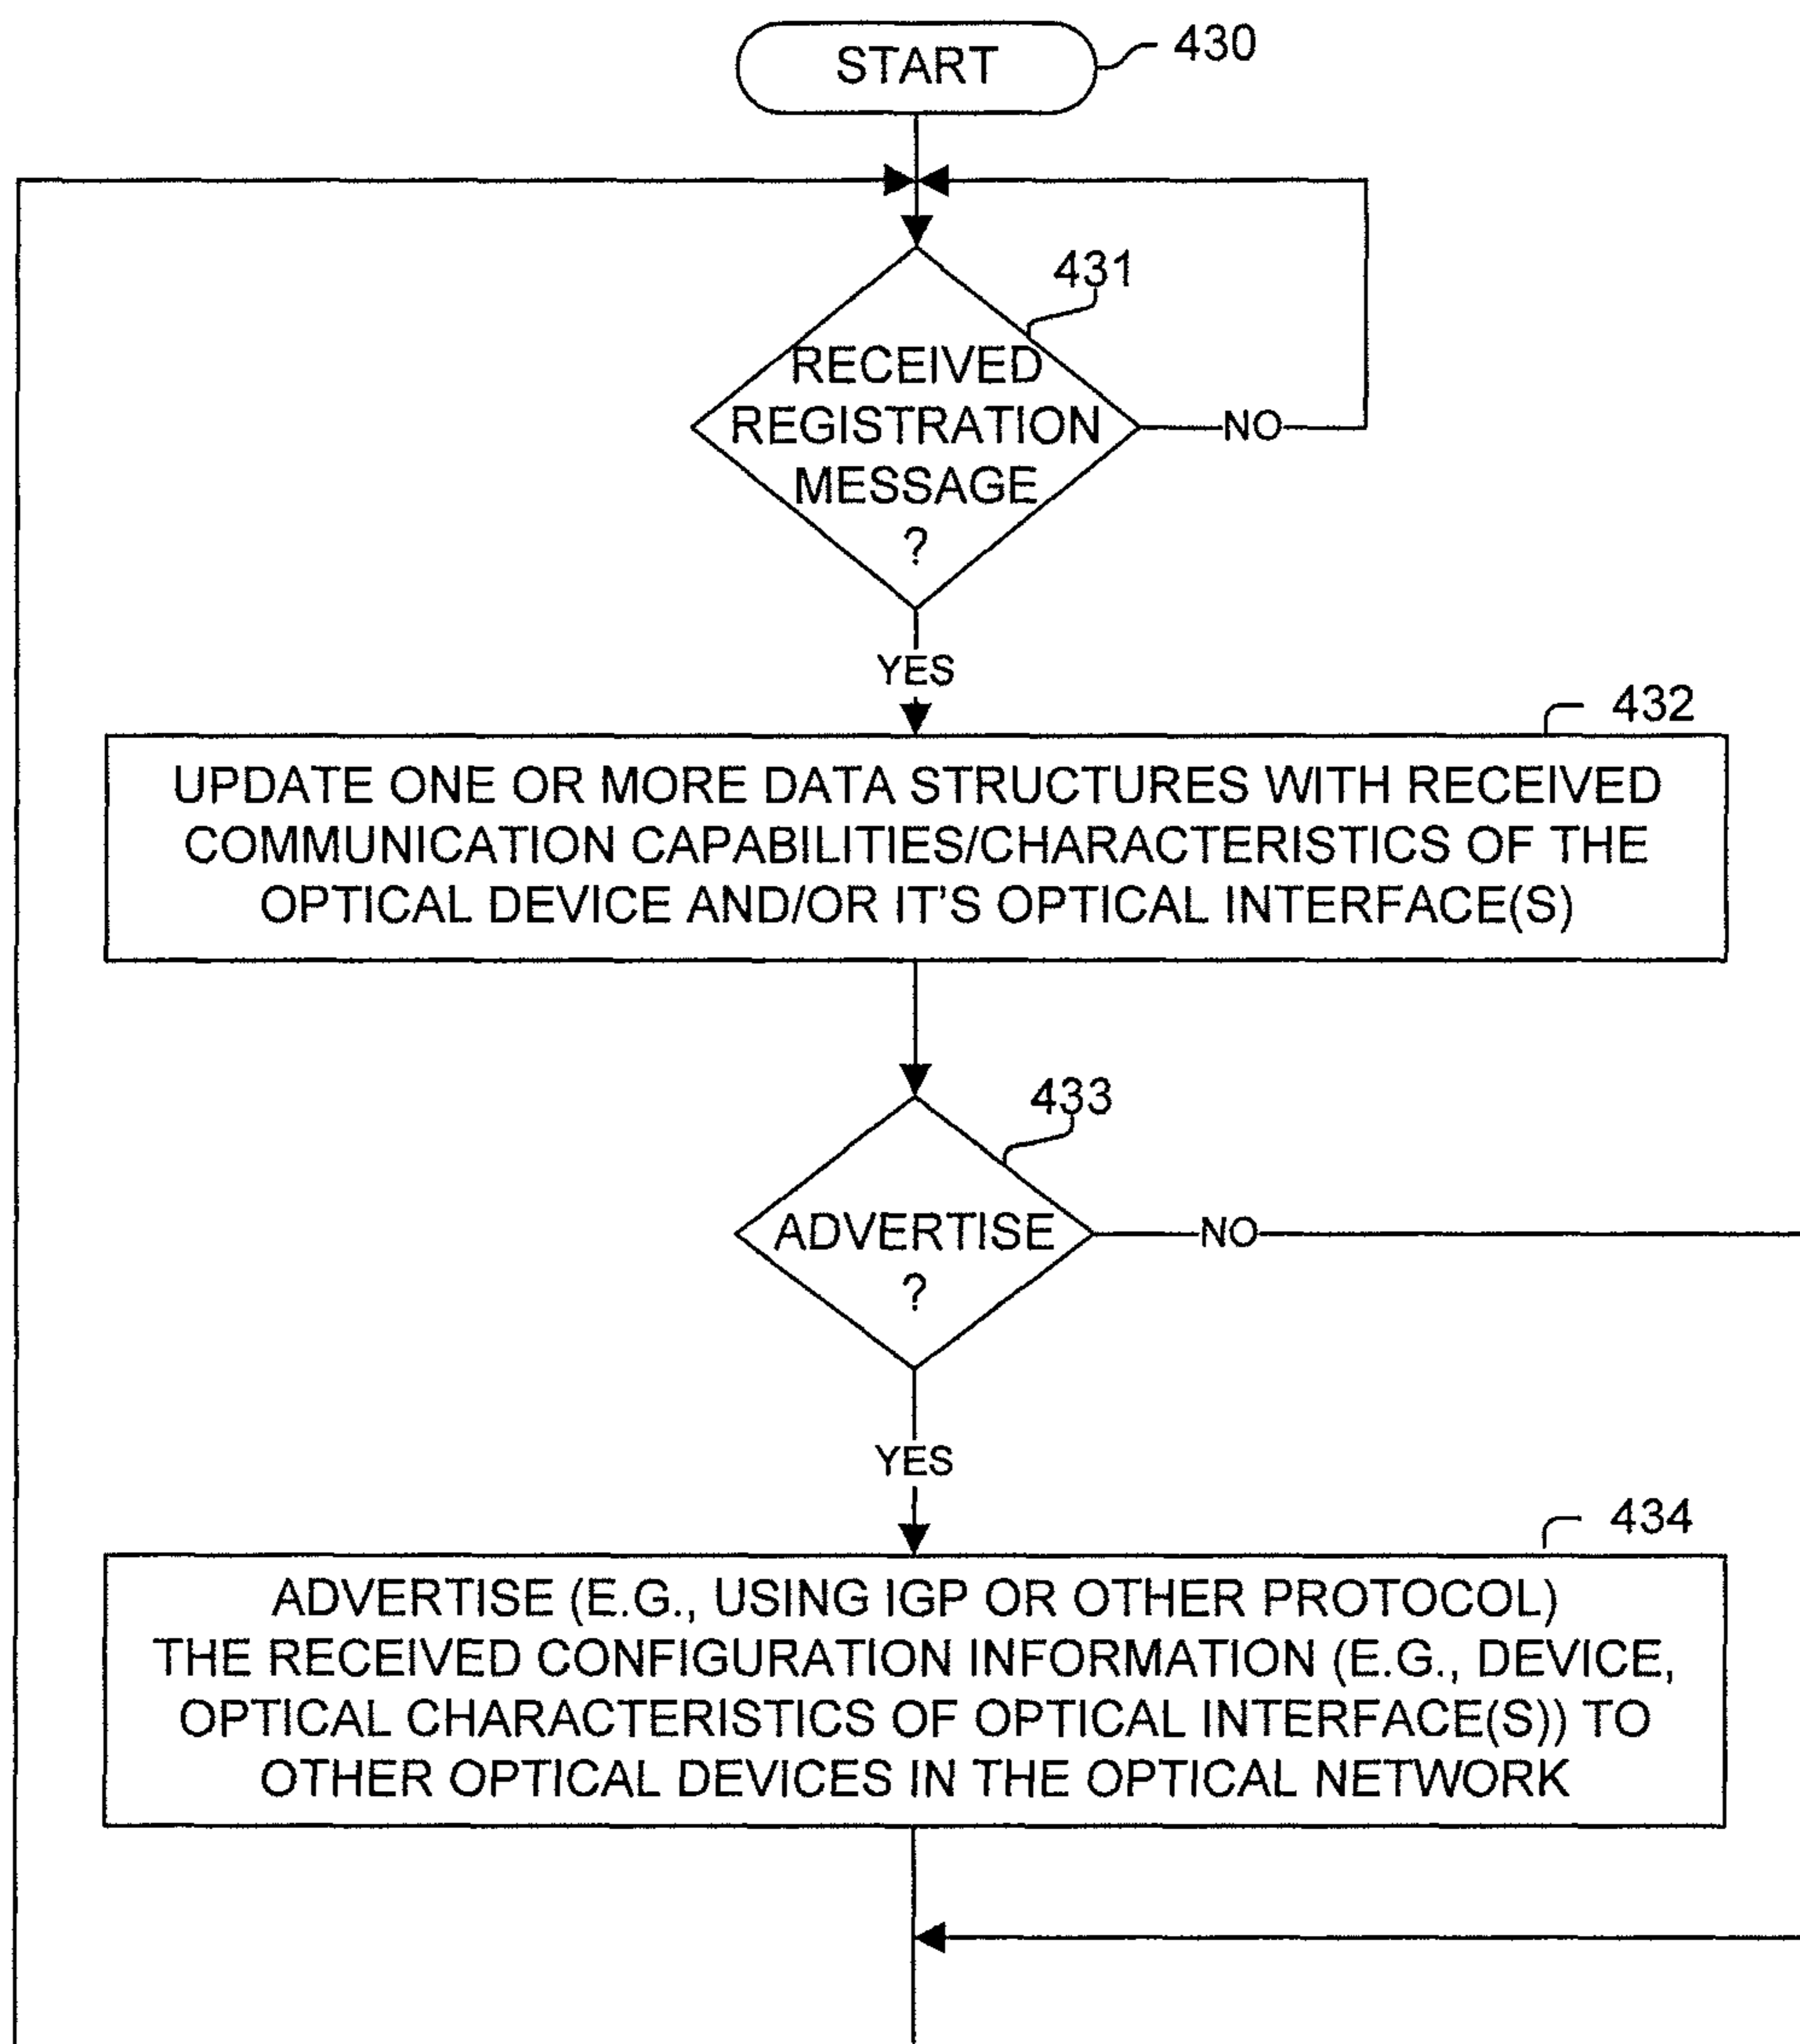 START
430
431
RECEIVED
REGISTRATION
MESSAGE
?
NO
YES
432
UPDATE ONE OR MORE DATA STRUCTURES WITH RECEIVED
COMMUNICATION CAPABILITIES/CHARACTERISTICS OF THE
OPTICAL DEVICE AND/OR IT'S OPTICAL INTERFACE(S)
433
ADVERTISE
?
NO
YES
434
ADVERTISE (E.G., USING IGP OR OTHER PROTOCOL)
THE RECEIVED CONFIGURATION INFORMATION (E.G., DEVICE,
OPTICAL CHARACTERISTICS OF OPTICAL INTERFACE(S)) TO
OTHER OPTICAL DEVICES IN THE OPTICAL NETWORK